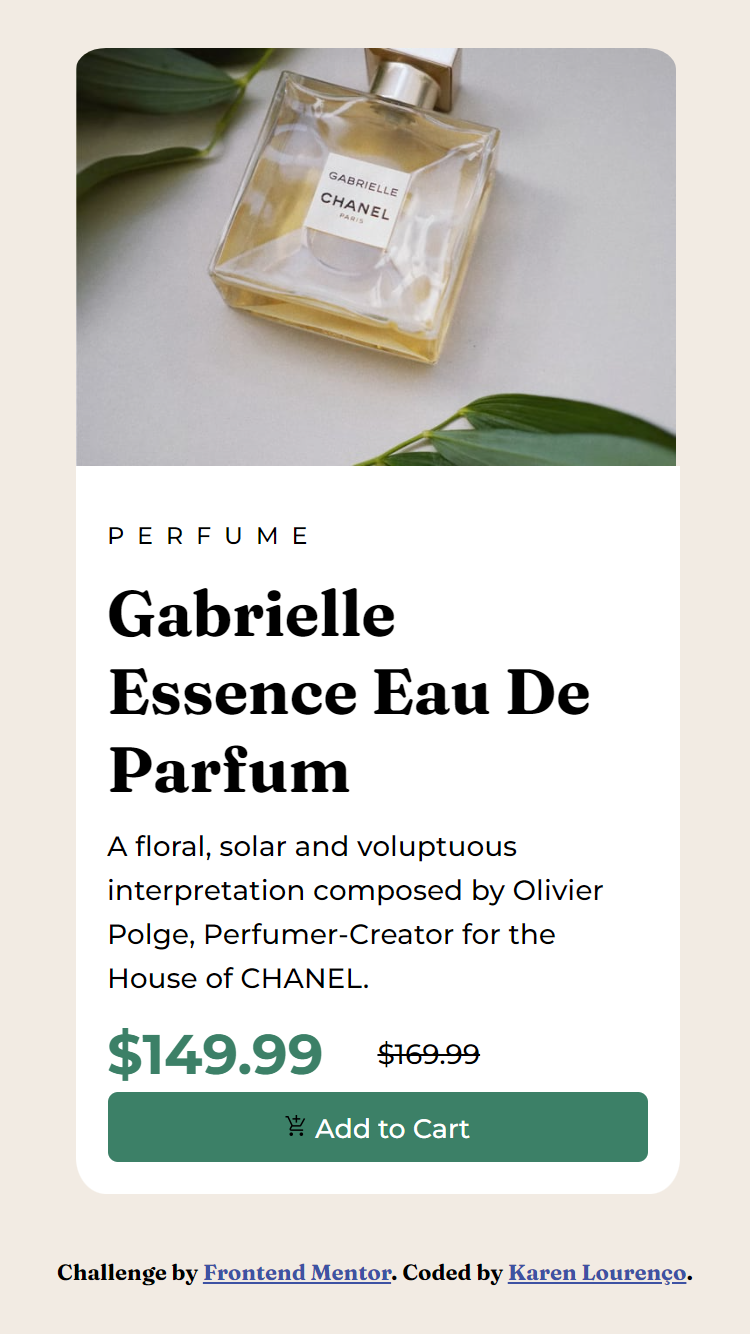 GABRIELLE
CHANEL
PARIS
PERFUME
Gabrielle
Essence Eau De
Parfum
A floral, solar and voluptuous
interpretation composed by Olivier
Polge, Perfumer-Creator for the
House of CHANEL.
$149.99 $169.99
Add to Cart
Challenge by Frontend Mentor. Coded by Karen Lourenço.